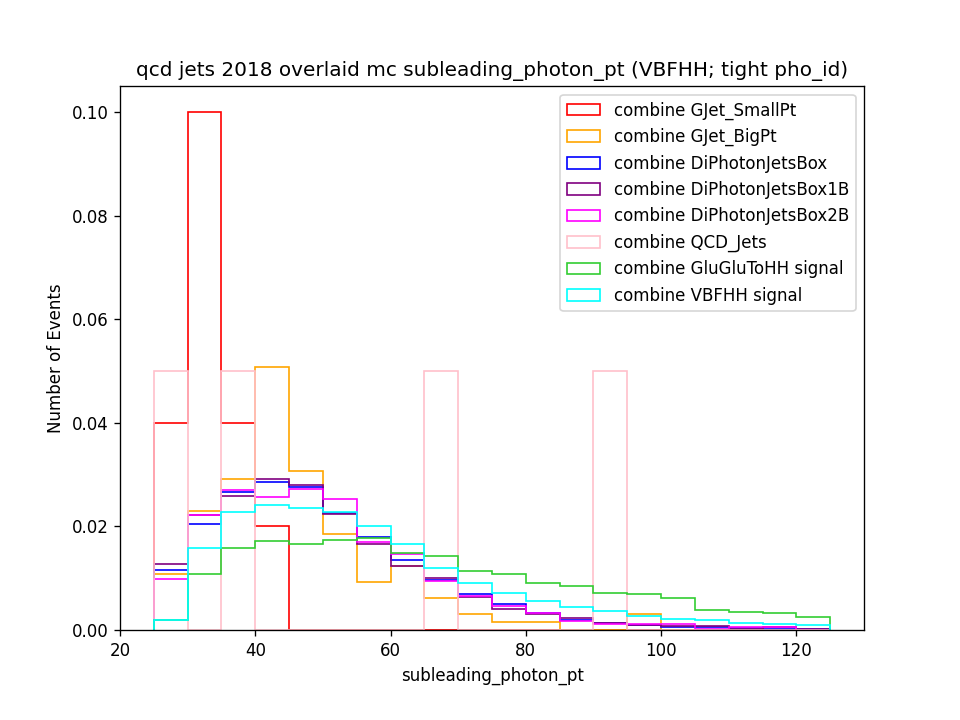 qcd jets 2018 overlaid mc subleading_photon_pt (VBFHH; tight pho_id)
combine GJet_SmallPt
combine GJet_BigPt
combine DiPhotonJetsBox
combine DiPhotonJetsBox1B
combine DiPhotonJetsBox2B
combine QCD_Jets
combine GluGluToHH signal
combine VBFHH signal
Number of Events
0.10
0.08
0.06
0.04
0.02
0.00
20
40
60
80
100
120
subleading_photon_pt